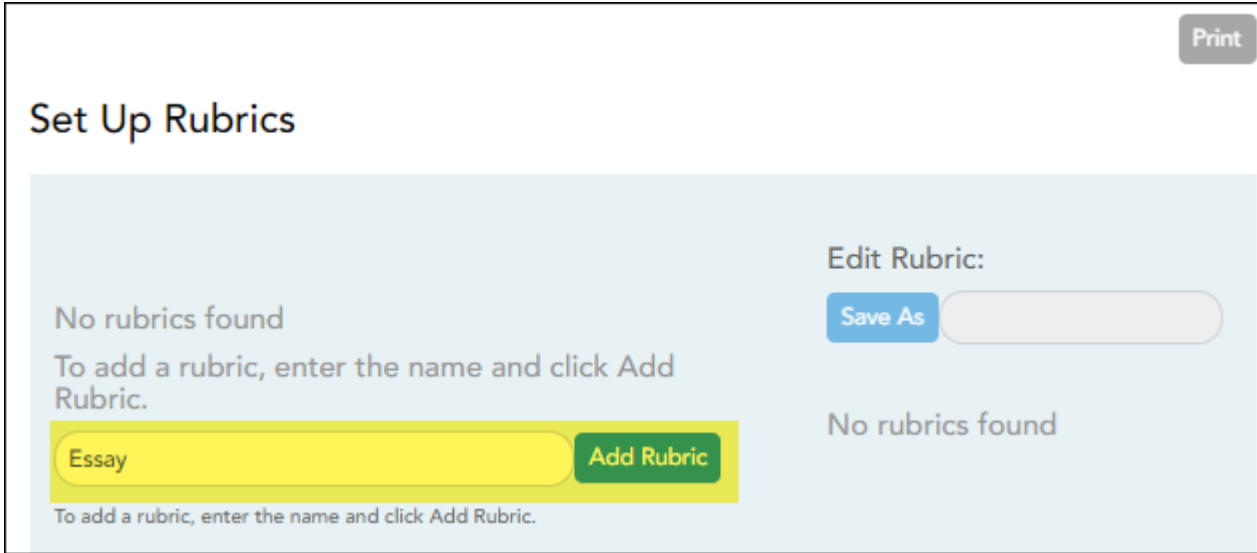 Print
Set Up Rubrics
No rubrics found
To add a rubric, enter the name and click Add
Rubric.
Essay
Add Rubric
To add a rubric, enter the name and click Add Rubric.
Edit Rubric:
Save As
No rubrics found